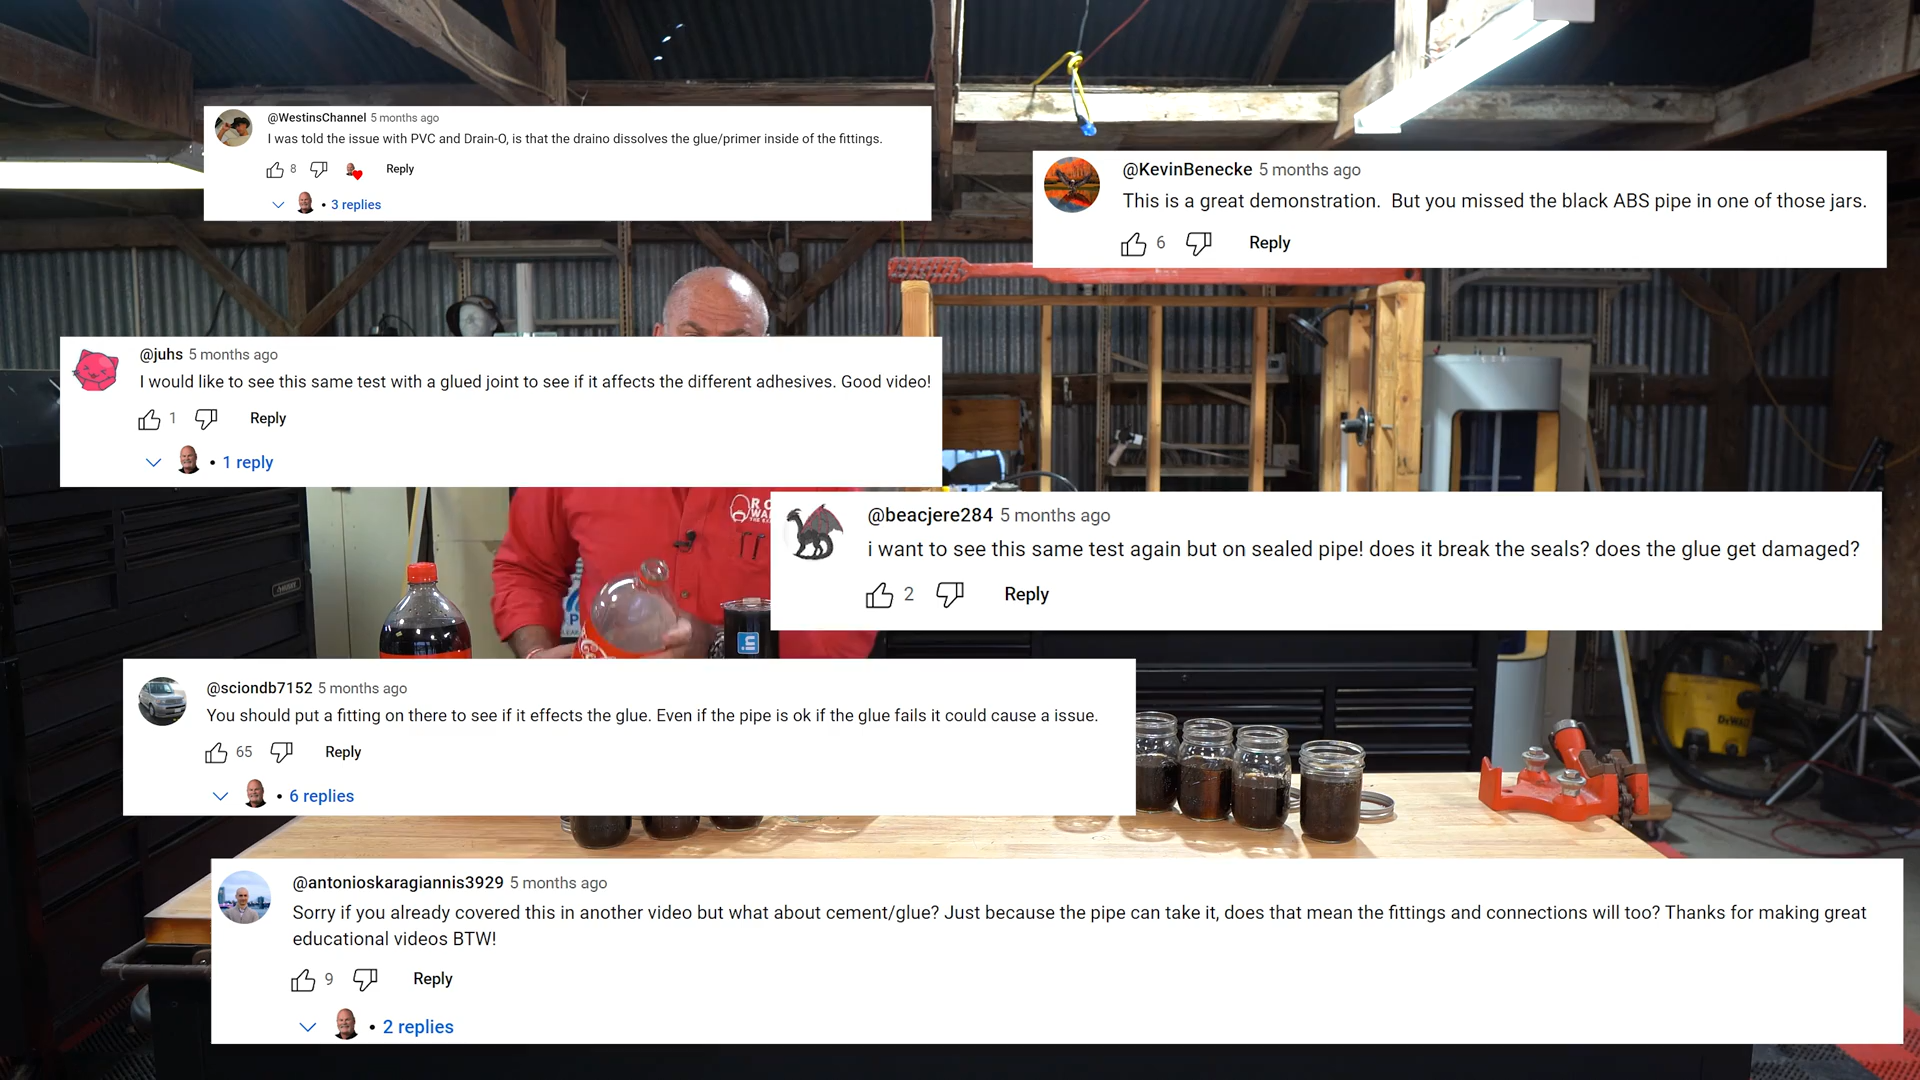 @WestinsChannel 5 months ago
I was told the issue with PVC and Drain-O, is that the draino dissolves the glue/primer inside of the fittings.
8 Reply
• 3 replies
@KevinBenecke 5 months ago
This is a great demonstration. But you missed the black ABS pipe in one of those jars.
6 Reply
@juhs 5 months ago
I would like to see this same test with a glued joint to see if it affects the different adhesives. Good video!
1 Reply
• 1 reply
@beacjere284 5 months ago
i want to see this same test again but on sealed pipe! does it break the seals? does the glue get damaged?
2 Reply
@sciondb7152 5 months ago
You should put a fitting on there to see if it effects the glue. Even if the pipe is ok if the glue fails it could cause a issue.
65 Reply
• 6 replies
@antonioskaragiannis3929 5 months ago
Sorry if you already covered this in another video but what about cement/glue? Just because the pipe can take it, does that mean the fittings and connections will too? Thanks for making great
educational videos BTW!
9 Reply
• 2 replies
DEWALT